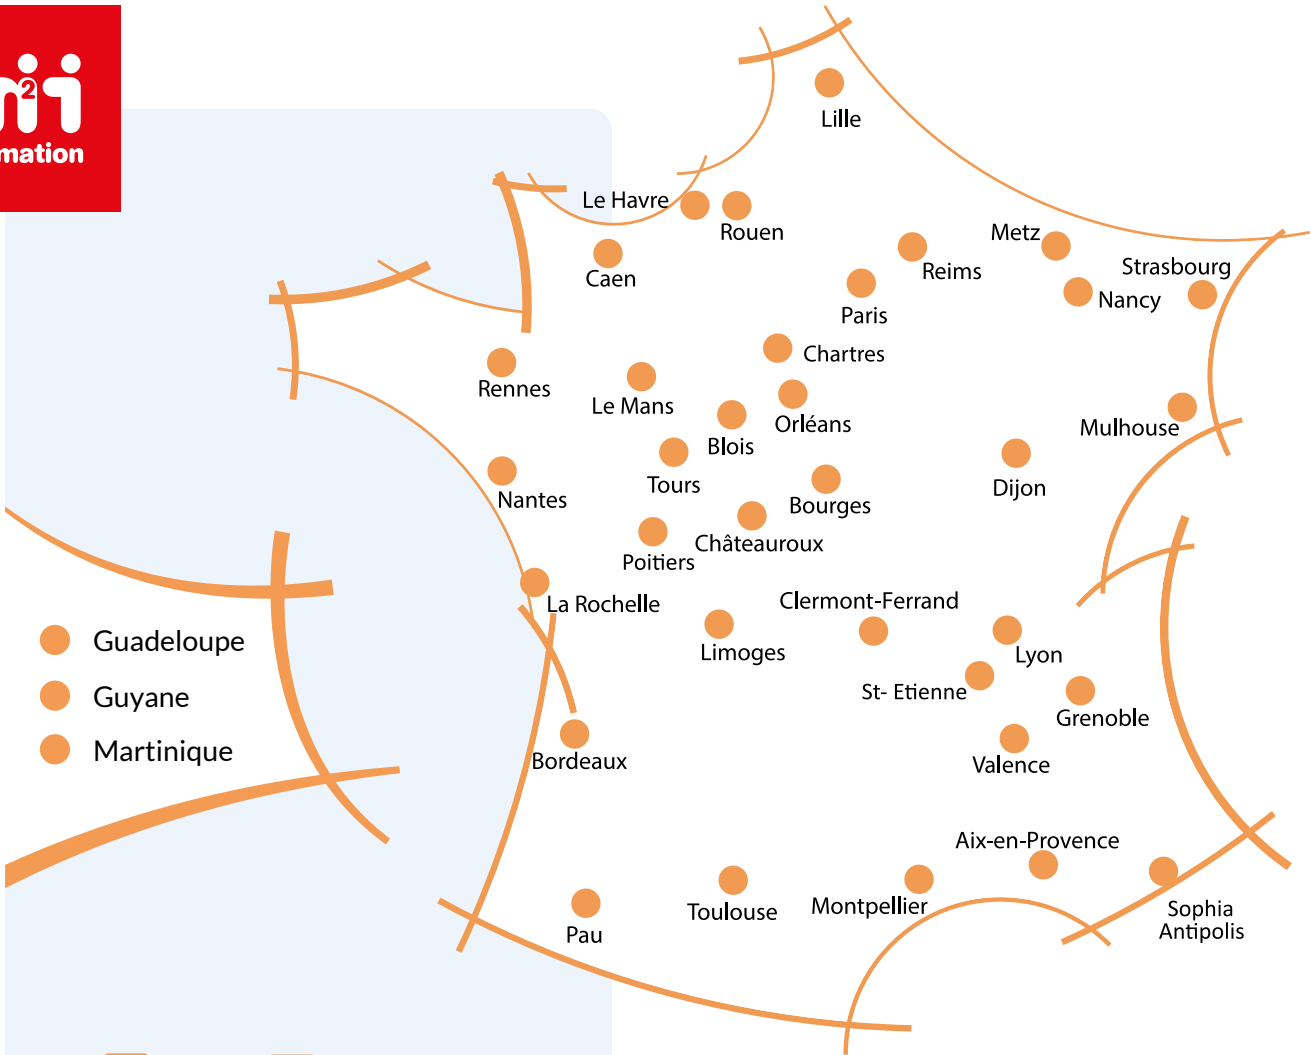 2
mation
Lille
Le Havre
Rouen
Metz
Reims
Strasbourg
Caen
Nancy
Paris
Chartres
Rennes
Le Mans
Orléans
Mulhouse
Blois
Tours
Dijon
Nantes
Bourges
Châteauroux
Poitiers
Clermont-Ferrand
La Rochelle
Guadeloupe
Limoges
Lyon
St- Etienne
Guyane
Grenoble
Martinique
Bordeaux
Valence
Aix-en-Provence
Montpellier
Toulouse
Sophia
Antipolis
Pau